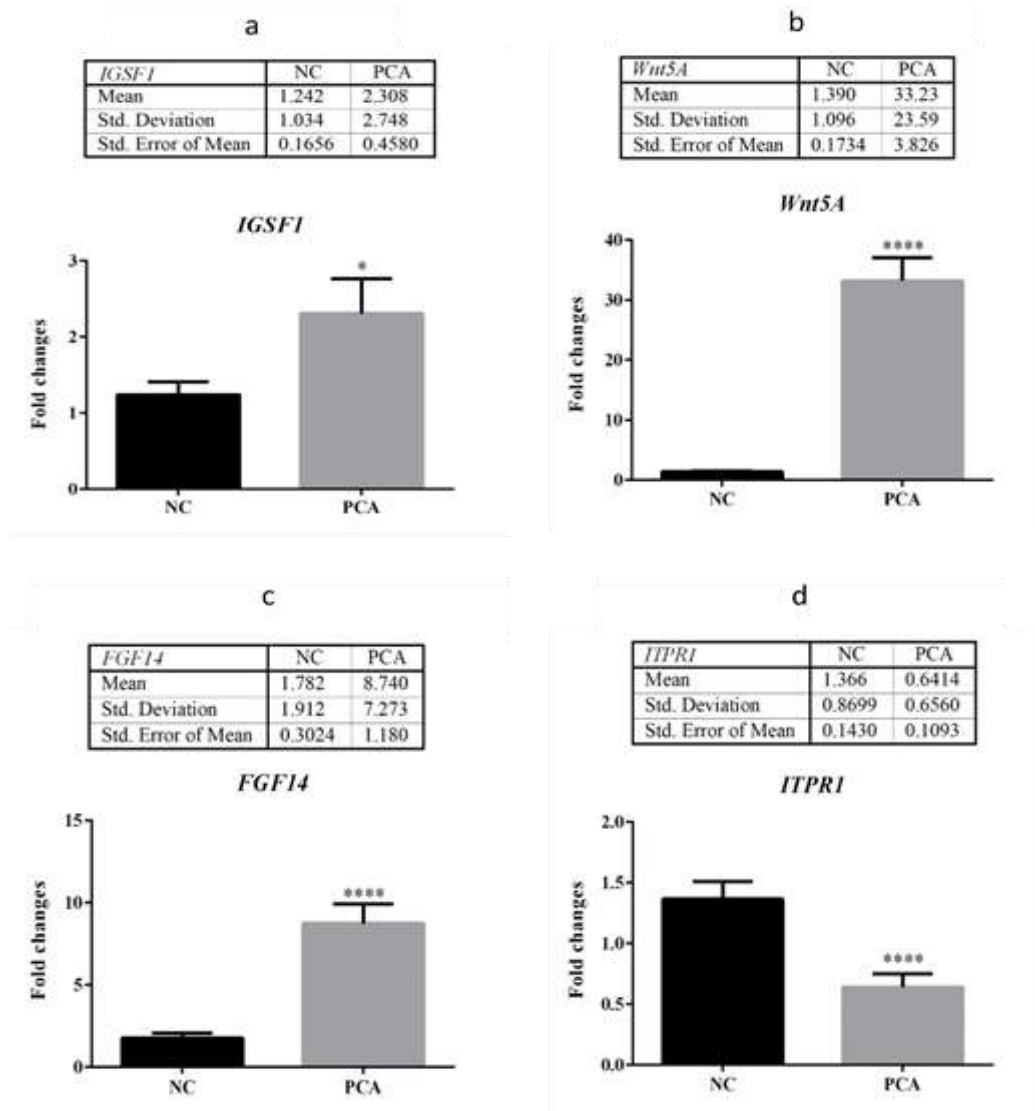 a
IGSF1 NC PCA
Mean 1.242 2.308
Std. Deviation 1.034 2.748
Std. Error of Mean 0.1656 0.4580
IGSF1
3
*
2
1
0
Fold changes
NC PCA
b
Wnt5A NC PCA
Mean 1.390 33.23
Std. Deviation 1.096 23.59
Std. Error of Mean 0.1734 3.826
Wnt5A
40
****
30
20
10
0
Fold changes
NC PCA
c
FGF14 NC PCA
Mean 1.782 8.740
Std. Deviation 1.912 7.273
Std. Error of Mean 0.3024 1.180
FGF14
15
****
10
5
0
Fold changes
NC PCA
d
ITPR1 NC PCA
Mean 1.366 0.6414
Std. Deviation 0.8699 0.6560
Std. Error of Mean 0.1430 0.1093
ITPR1
2.0
1.5
1.0
****
0.5
0.0
Fold changes
NC PCA